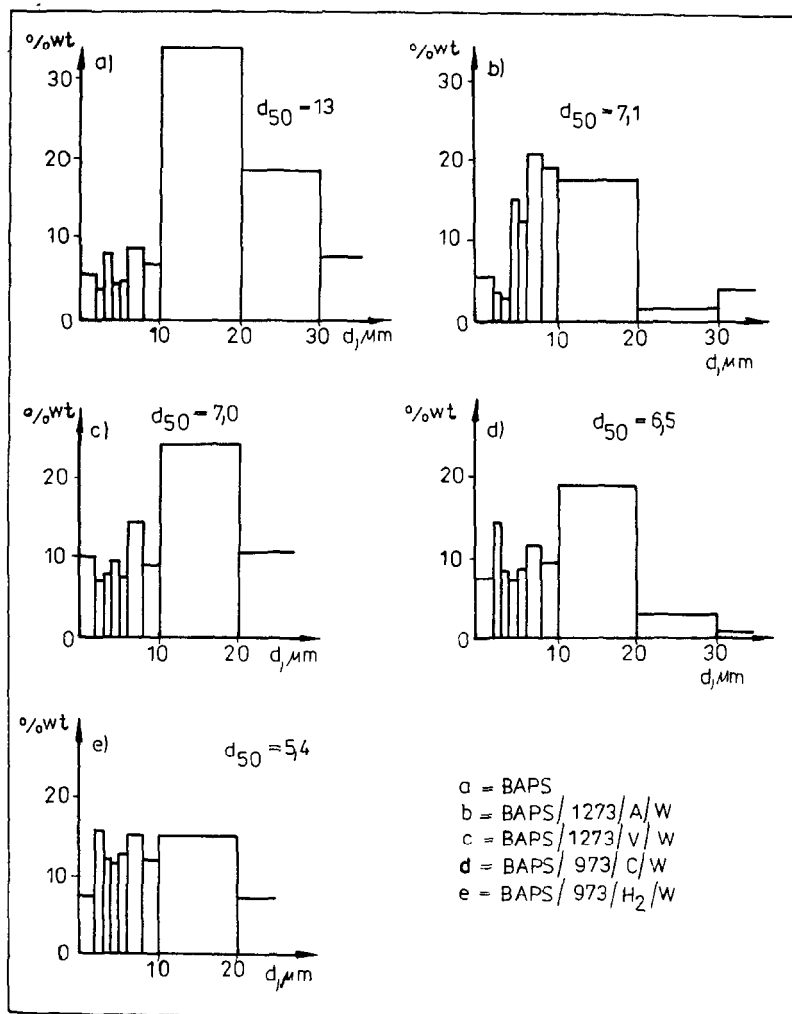 %wt
a)
d50 = 13
30
20
10
0
10 20 30 d, μm
%wt
b)
d50 = 7,1
30
20
10
0
10 20 30
d, μm
%wt
c)
d50 = 7,0
20
10
0
10 20 d, μm
%wt
d)
d50 = 6,5
20
10
0
10 20 30
d, μm
%wt
e)
d50 = 5,4
20
10
0
10 20
d, μm
a = BAPS
b = BAPS/1273/A/W
c = BAPS/1273/V/W
d = BAPS/973/C/W
e = BAPS/973/H2/W